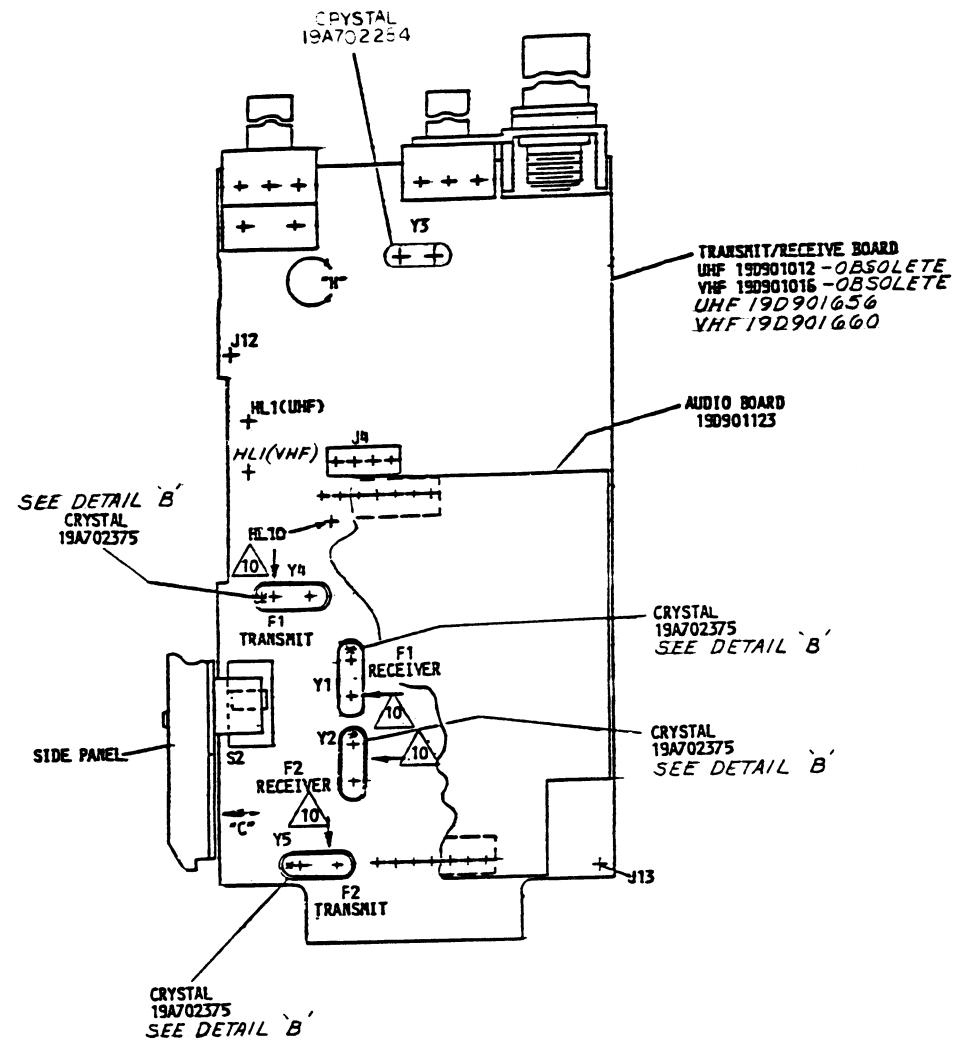 CRYSTAL
19A702284
Y3
"H"
TRANSMIT/RECEIVE BOARD
UHF 19D901012 - OBSOLETE
VHF 19D901016 - OBSOLETE
UHF 19D901656
VHF 19D901660
J12
HL1(UHF)
AUDIO BOARD
19D901123
J4
HL1(VHF)
SEE DETAIL 'B'
CRYSTAL
19A702375
HL10
10
Y4
F1
TRANSMIT
CRYSTAL
19A702375
SEE DETAIL 'B'
F1
RECEIVER
Y1
10
Y2
10
CRYSTAL
19A702375
SEE DETAIL 'B'
SIDE PANEL
S2
F2
RECEIVER
10
"C"
Y5
J13
F2
TRANSMIT
CRYSTAL
19A702375
SEE DETAIL 'B'